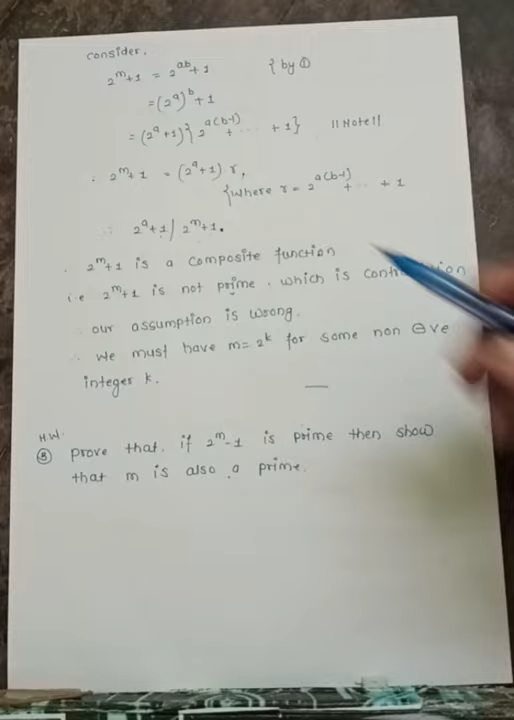 consider,
2^m+1 = 2^ab+1 { by ①
= (2^a)^b+1
= (2^a+1){ 2^a(b-1) + ... +1} || Note ||
∴ 2^m+1 = (2^a+1) r, {where r = 2^a(b-1) + ... +1
∴ 2^a+1 / 2^m+1.
∴ 2^m+1 is a composite function
i.e 2^m+1 is not prime. which is
our assumption is wrong.
∴ we must have m = 2^k for some non ⊖ve
integer k.
H.W.
⑧ prove that, if 2^m-1 is prime then show
that m is also a prime.